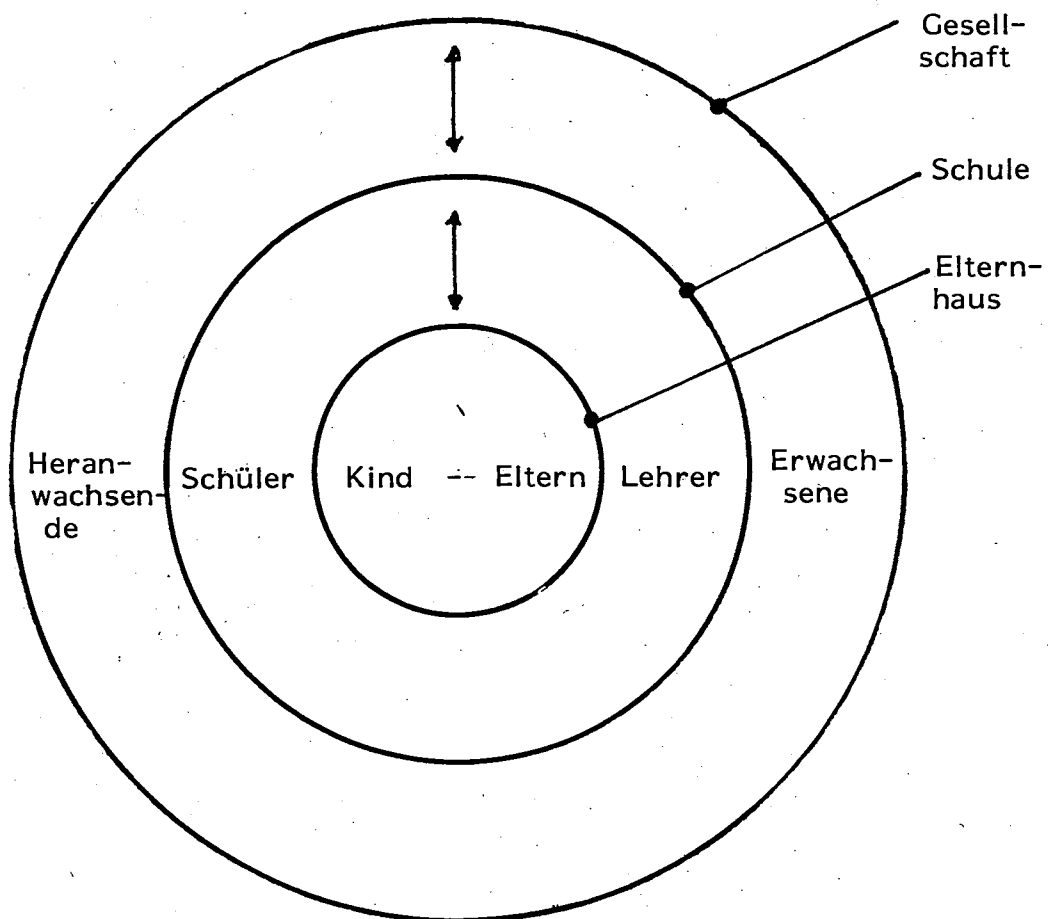 Gesell-
schaft
Schule
Eltern-
haus
Heran-
wachsen-
de
Schüler
Kind -- Eltern
Lehrer
Erwach-
sene